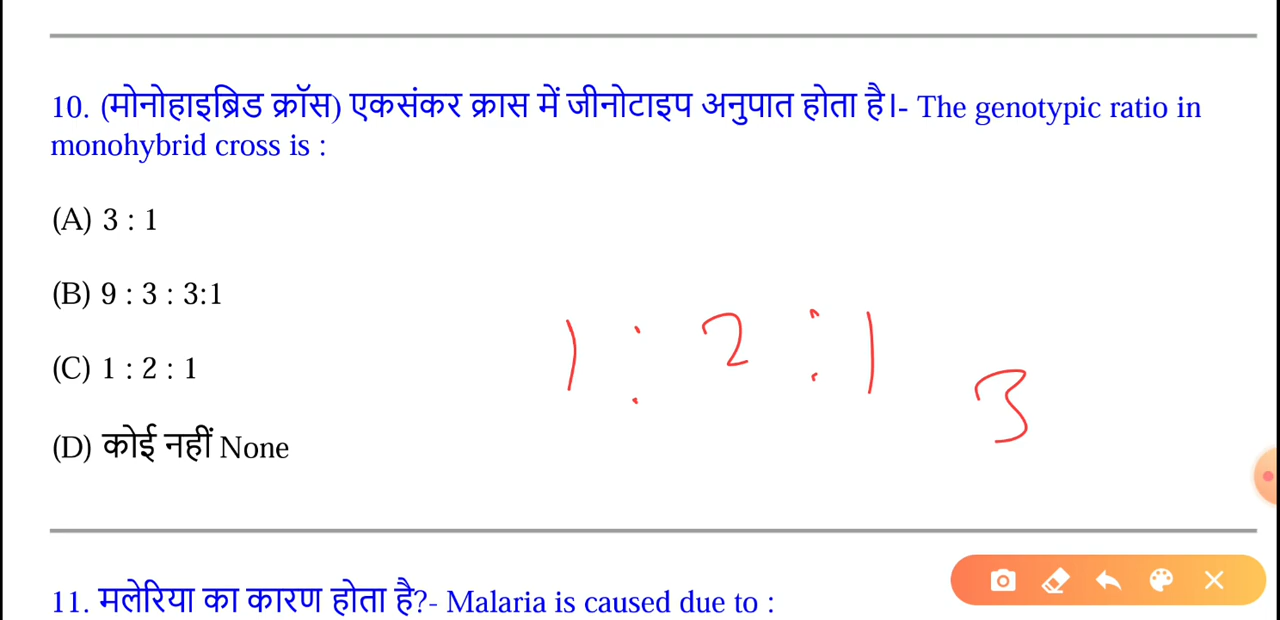 10. (मोनोहाइब्रिड क्रॉस) एकसंकर क्रास में जीनोटाइप अनुपात होता है।- The genotypic ratio in
monohybrid cross is :
(A) 3 : 1
(B) 9 : 3 : 3:1
(C) 1 : 2 : 1
1 : 2 : 1
3
(D) कोई नहीं None
11. मलेरिया का कारण होता है?- Malaria is caused due to :